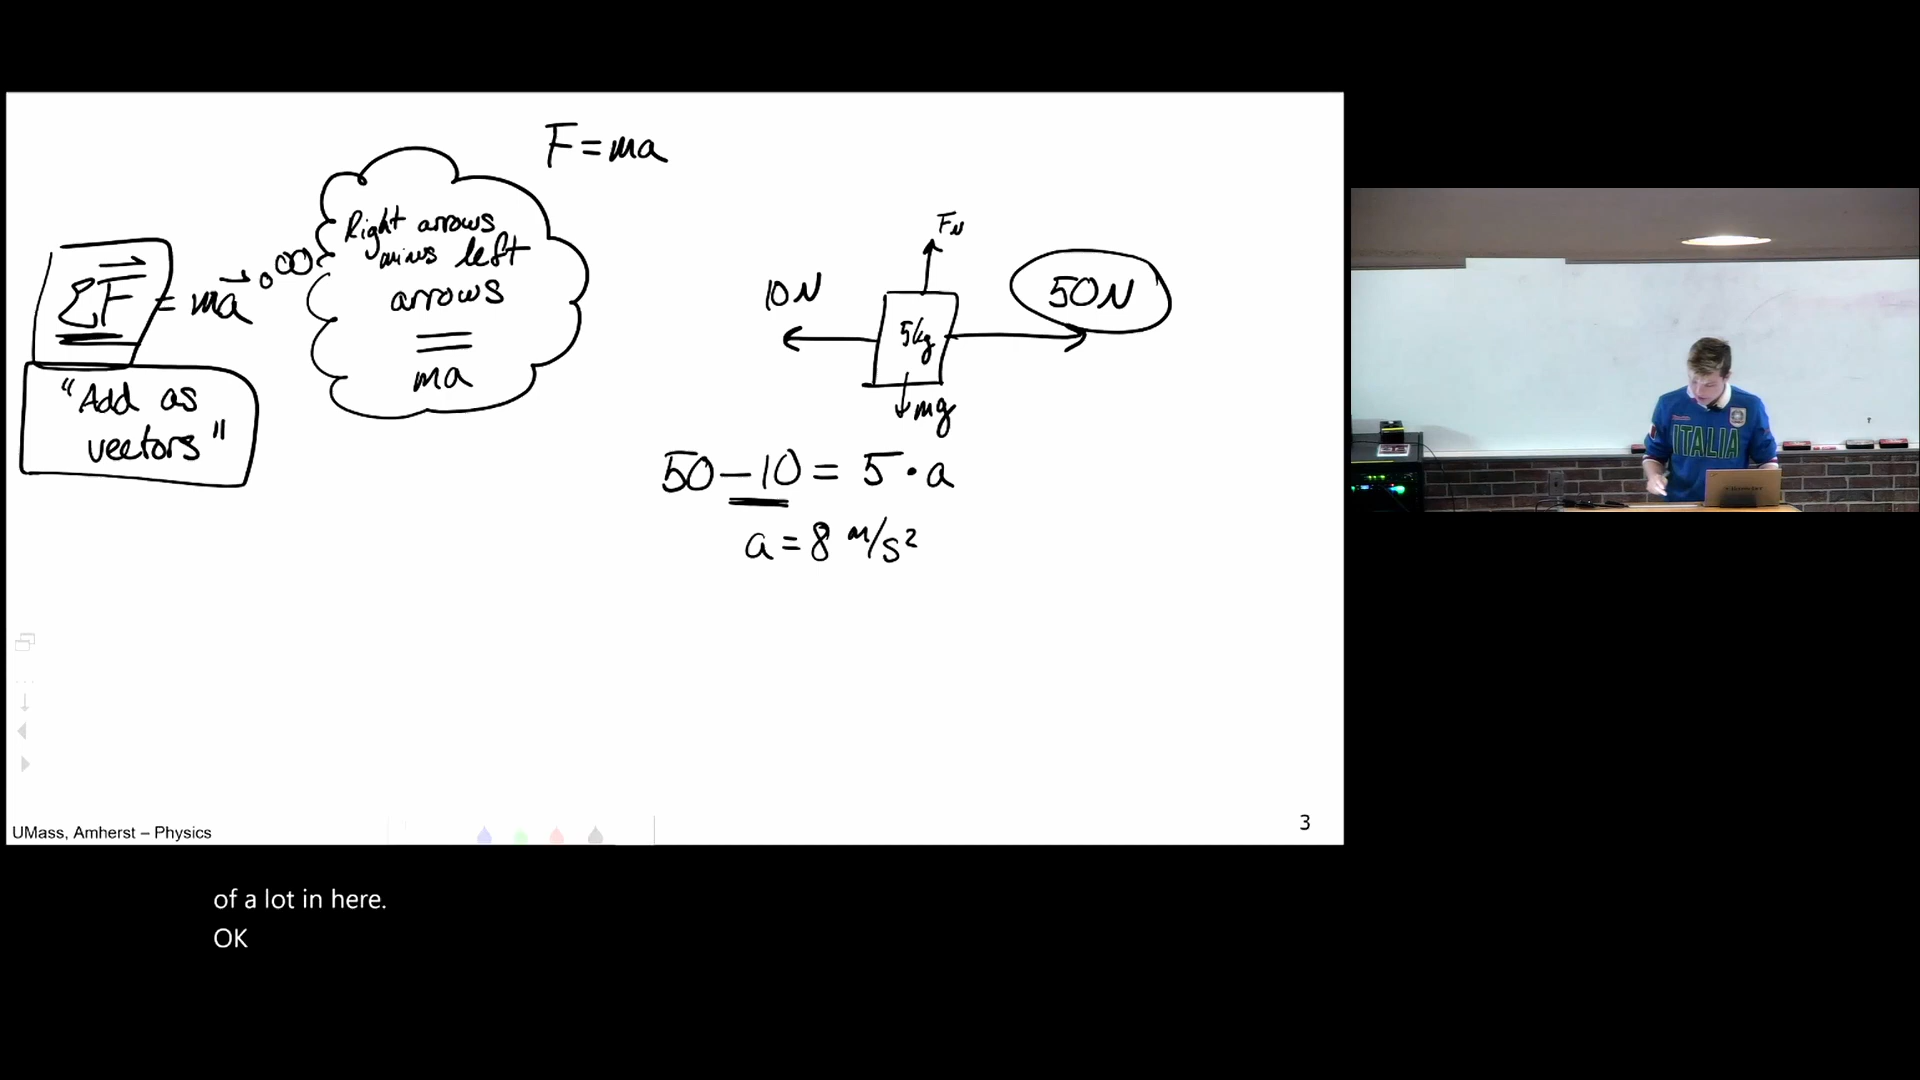 F = ma
Right arrows
minus left
arrows
=
ma
ΣF = ma
"Add as
vectors"
FN
10N
50N
5kg
mg
50 - 10 = 5 · a
a = 8 m/s²
UMass, Amherst – Physics
3
ITALIA
of a lot in here.
OK